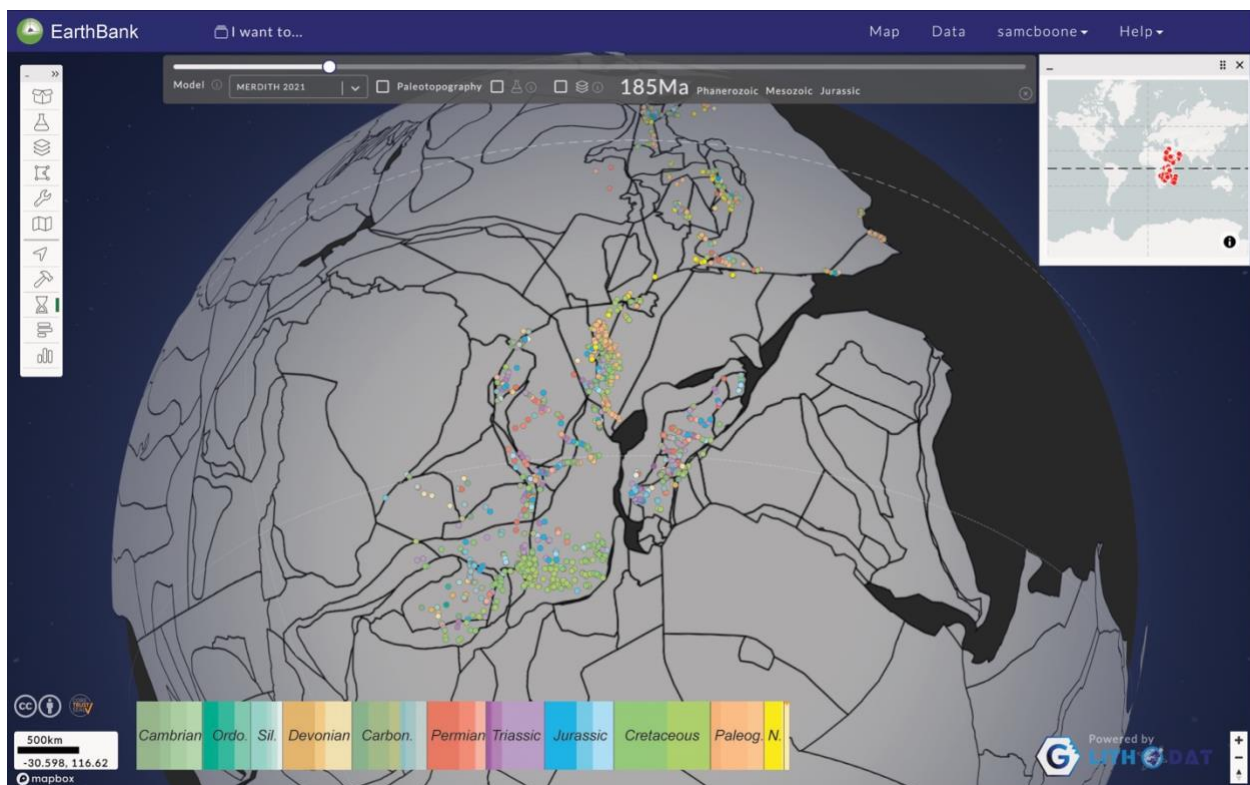 EarthBank
I want to...
Map
Data
samcboone
Help
Model
MEREDITH 2021
Paleotopography
185Ma
Phanerozoic Mesozoic Jurassic
Cambrian
Ordo.
Sil.
Devonian
Carbon.
Permian
Triassic
Jurassic
Cretaceous
Paleog.
N.
500km
-30.598, 116.62
mapbox
Powered by
LITHODAT